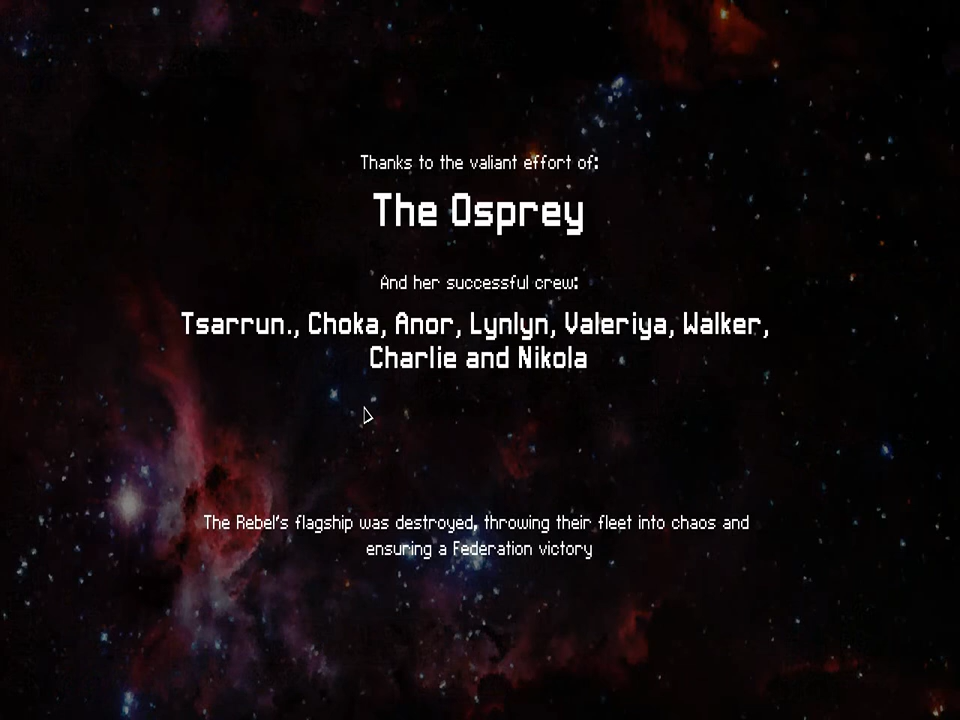 Thanks to the valiant effort of:
The Osprey
And her successful crew:
Tsarrun., Choka, Anor, Lynlyn, Valeriya, Walker,
Charlie and Nikola
The Rebel's flagship was destroyed, throwing their fleet into chaos and
ensuring a Federation victory